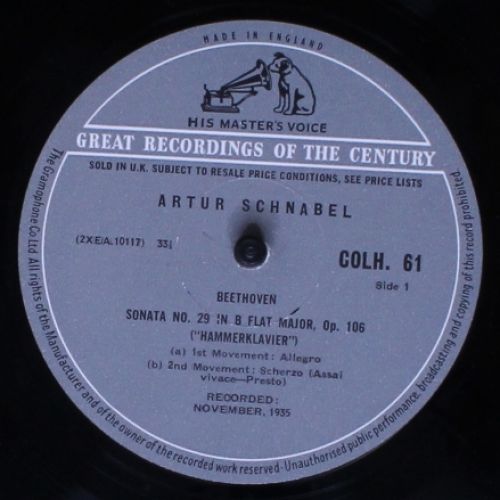 MADE IN ENGLAND
HIS MASTER'S VOICE
GREAT RECORDINGS OF THE CENTURY
SOLD IN U.K. SUBJECT TO RESALE PRICE CONDITIONS, SEE PRICE LISTS
ARTUR SCHNABEL
(2XEA.10117) 33⅓
COLH. 61
Side 1
BEETHOVEN
SONATA NO. 29 IN B FLAT MAJOR, Op. 106
("HAMMERKLAVIER")
(a) 1st Movement: Allegro
(b) 2nd Movement: Scherzo (Assai
vivace—Presto)
RECORDED:
NOVEMBER, 1935
The Gramophone Co. Ltd. All rights of the Manufacturer and of the owner of the recorded work reserved·Unauthorised public performance, broadcasting and copying of this record prohibited.